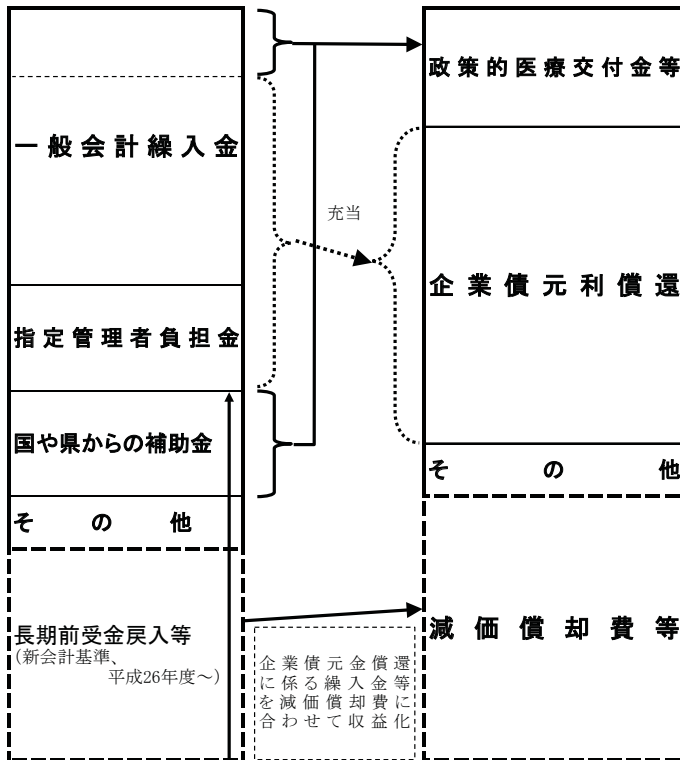 一般会計繰入金
指定管理者負担金
国や県からの補助金
その他
長期前受金戻入等
(新会計基準、
平成26年度～)
充当
企業債元金償還
に係る繰入金等
を減価償却費に
合わせて収益化
政策的医療交付金等
企業債元利償還
その他
減価償却費等